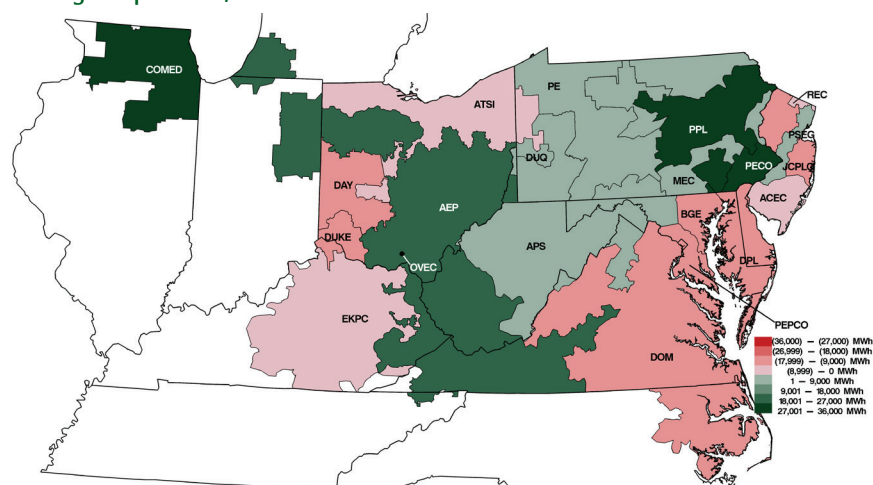 COMED
PE
REC
ATSI
PPL
PSEG
DUQ
PECO
JCPLC
MEC
DAY
ACEC
AEP
BGE
DUKE
APS
DPL
OVEC
EKPC
PEPCO
DOM
(36,000) – (27,000) MWh
(26,999) – (18,000) MWh
(17,999) – (9,000) MWh
(8,999) – 0 MWh
1 – 9,000 MWh
9,001 – 18,000 MWh
18,001 – 27,000 MWh
27,001 – 36,000 MWh